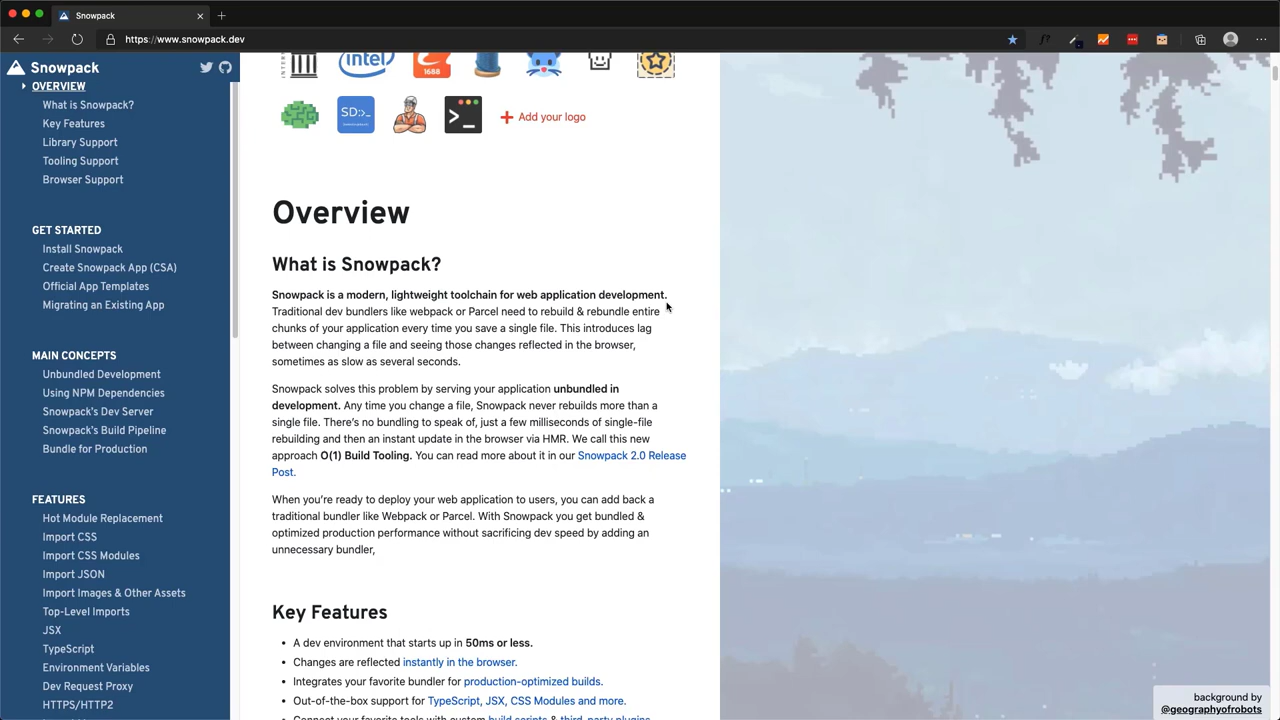 Snowpack
https://www.snowpack.dev
Snowpack
OVERVIEW
What is Snowpack?
Key Features
Library Support
Tooling Support
Browser Support
GET STARTED
Install Snowpack
Create Snowpack App (CSA)
Official App Templates
Migrating an Existing App
MAIN CONCEPTS
Unbundled Development
Using NPM Dependencies
Snowpack's Dev Server
Snowpack's Build Pipeline
Bundle for Production
FEATURES
Hot Module Replacement
Import CSS
Import CSS Modules
Import JSON
Import Images & Other Assets
Top-Level Imports
JSX
TypeScript
Environment Variables
Dev Request Proxy
HTTPS/HTTP2
intel
1688
SD:>_
>_
+ Add your logo
Overview
What is Snowpack?
Snowpack is a modern, lightweight toolchain for web application development.
Traditional dev bundlers like webpack or Parcel need to rebuild & rebundle entire
chunks of your application every time you save a single file. This introduces lag
between changing a file and seeing those changes reflected in the browser,
sometimes as slow as several seconds.
Snowpack solves this problem by serving your application unbundled in
development. Any time you change a file, Snowpack never rebuilds more than a
single file. There's no bundling to speak of, just a few milliseconds of single-file
rebuilding and then an instant update in the browser via HMR. We call this new
approach O(1) Build Tooling. You can read more about it in our Snowpack 2.0 Release
Post.
When you're ready to deploy your web application to users, you can add back a
traditional bundler like Webpack or Parcel. With Snowpack you get bundled &
optimized production performance without sacrificing dev speed by adding an
unnecessary bundler,
Key Features
• A dev environment that starts up in 50ms or less.
• Changes are reflected instantly in the browser.
• Integrates your favorite bundler for production-optimized builds.
• Out-of-the-box support for TypeScript, JSX, CSS Modules and more.
• Connect your favorite tools with custom build scripts & third-party plugins.
background by
@geographyofrobots